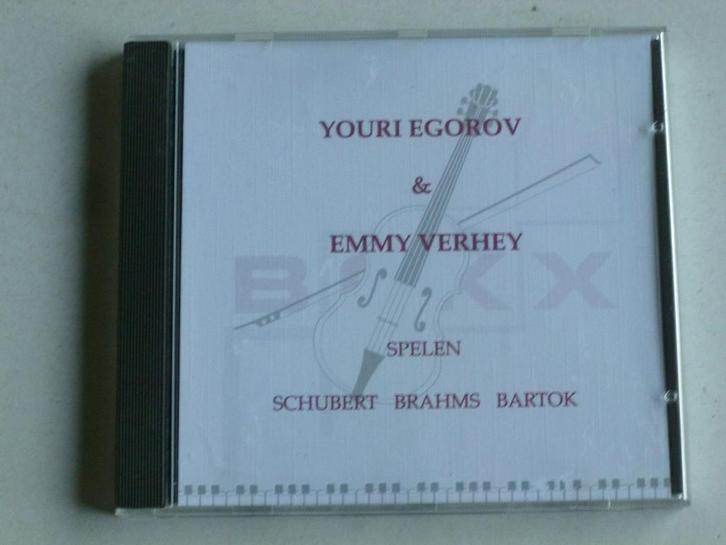 YOURI EGOROV
&
EMMY VERHEY
SPELEN
SCHUBERT BRAHMS BARTOK